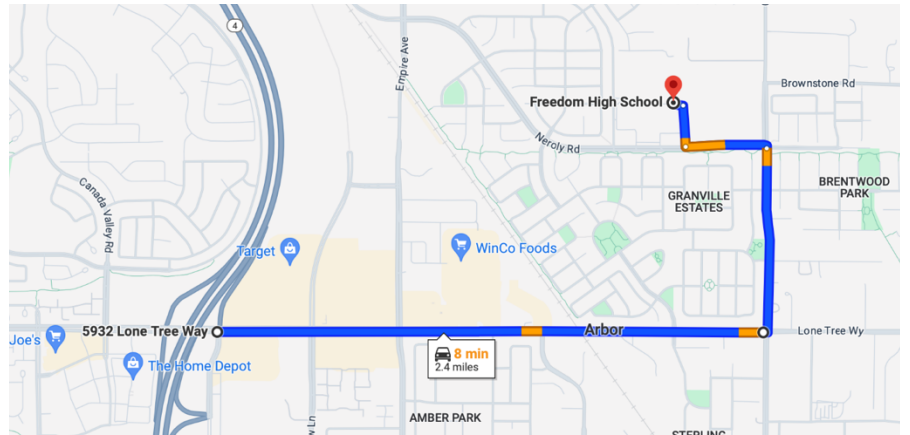 4
Empire Ave
Brownstone Rd
Freedom High School
Neroly Rd
Canada Valley Rd
GRANVILLE
ESTATES
BRENTWOOD
PARK
Target
WinCo Foods
5932 Lone Tree Way
Arbor
Lone Tree Wy
Joe's
8 min
2.4 miles
The Home Depot
AMBER PARK